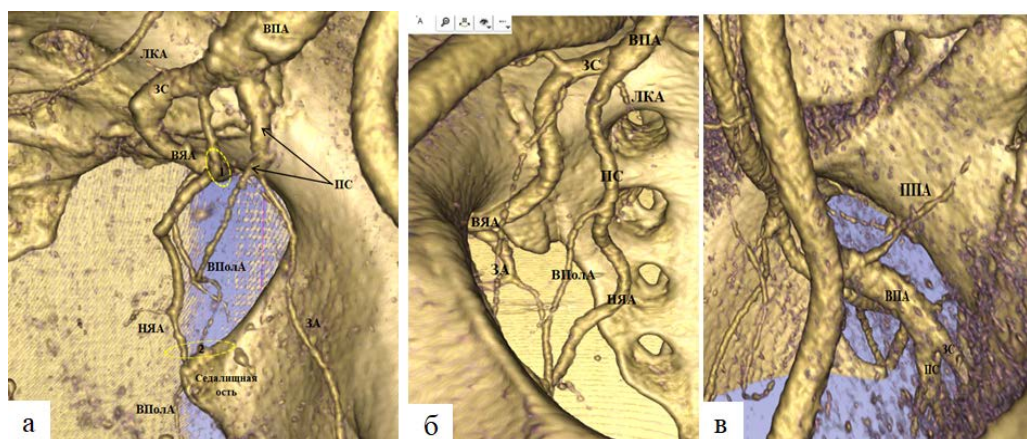 ЛКА
ВПА
ЗС
ВЯА
1
ПС
ВПолА
НЯА
ЗА
2
Седалищная
ость
ВПолА
а
А
ВПА
ЗС
ЛКА
ПС
ВЯА
ЗА
ВПолА
НЯА
б
ППА
ВПА
ЗС
ПС
в